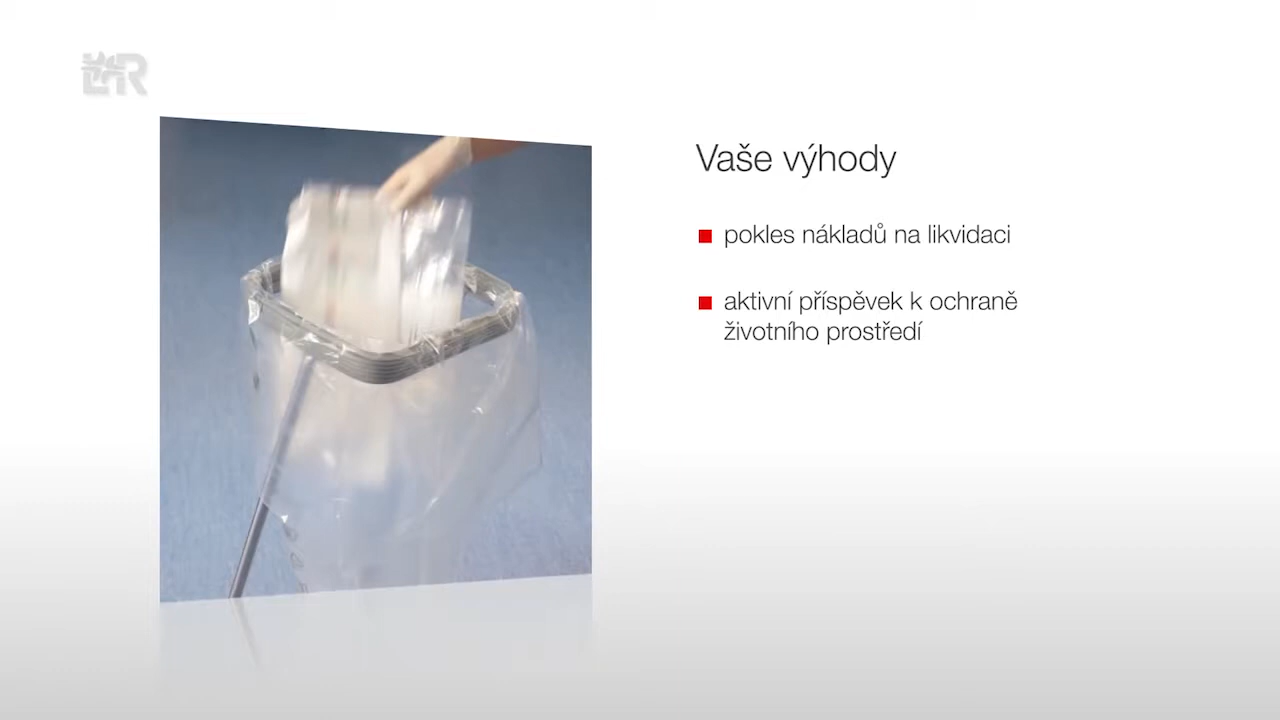 L&R
Vaše výhody
pokles nákladů na likvidaci
aktivní příspěvek k ochraně
životního prostředí